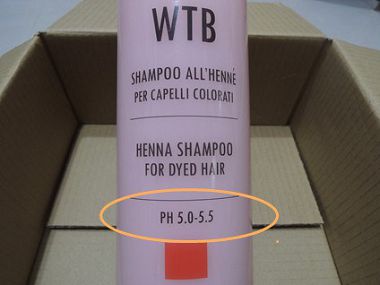 WTB
SHAMPOO ALL'HENNÉ
PER CAPELLI COLORATI
HENNA SHAMPOO
FOR DYED HAIR
PH 5.0-5.5